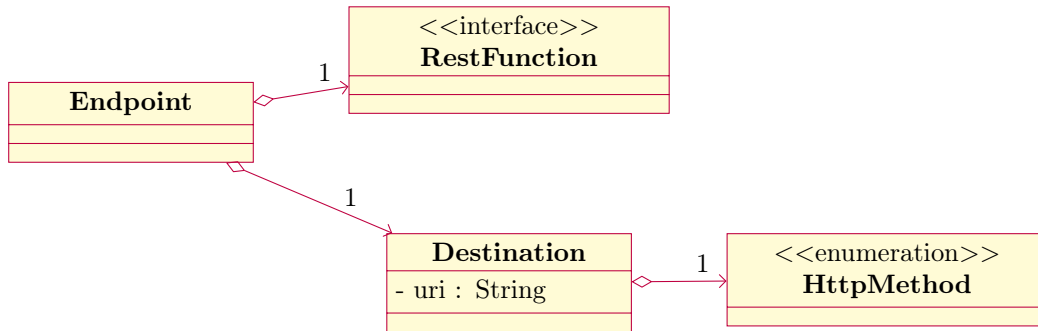 <<interface>>
RestFunction
1
Endpoint
1
Destination
- uri : String
1
<<enumeration>>
HttpMethod